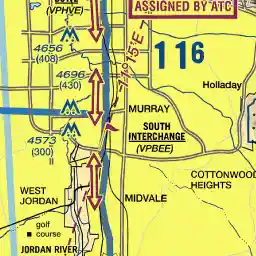 ASSIGNED BY ATC
(VPHVE)
4656
(408)
11⁶
4696
(430)
71°15'E
Holladay
MURRAY
SOUTH
INTERCHANGE
(VPBEE)
4573
(300)
COTTONWOOD
HEIGHTS
WEST
JORDAN
MIDVALE
golf
course
JORDAN RIVER